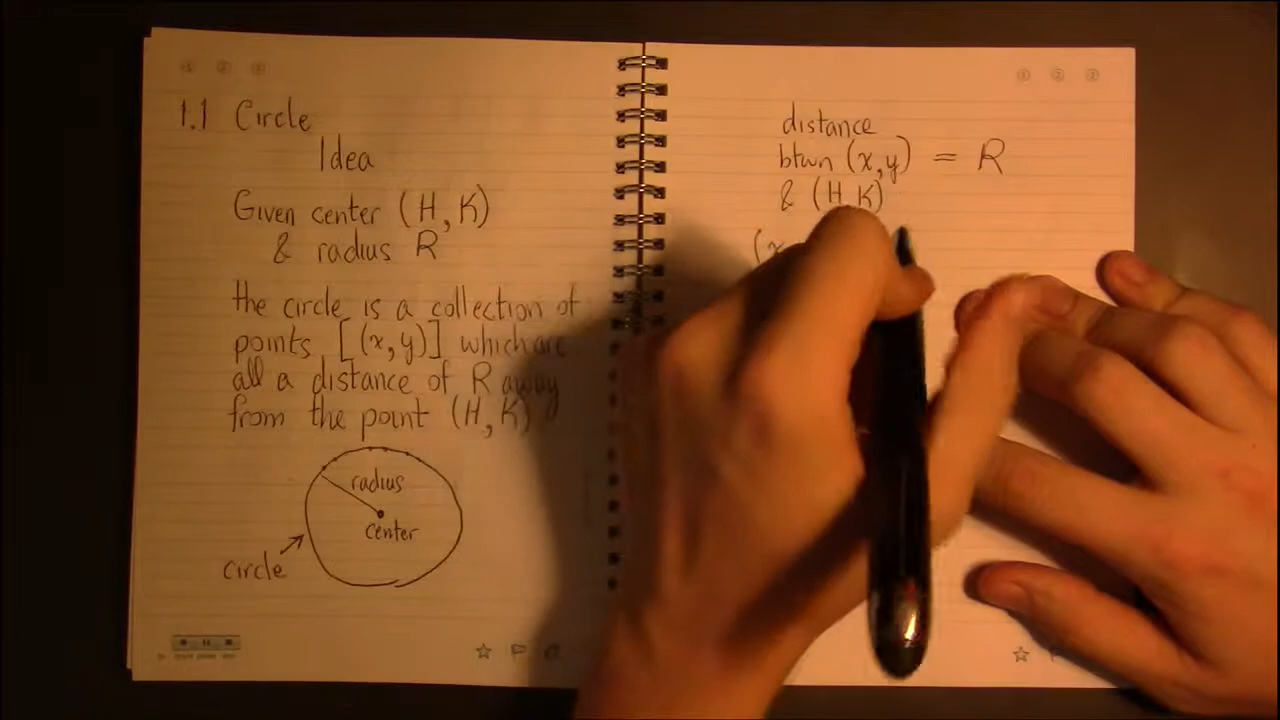 1.1 Circle
Idea
Given center (H, K)
& radius R
the circle is a collection of
points [(x,y)] which are
all a distance of R away
from the point (H, K)
radius
center
circle
distance
btwn (x,y) = R
& (H,K)
(x